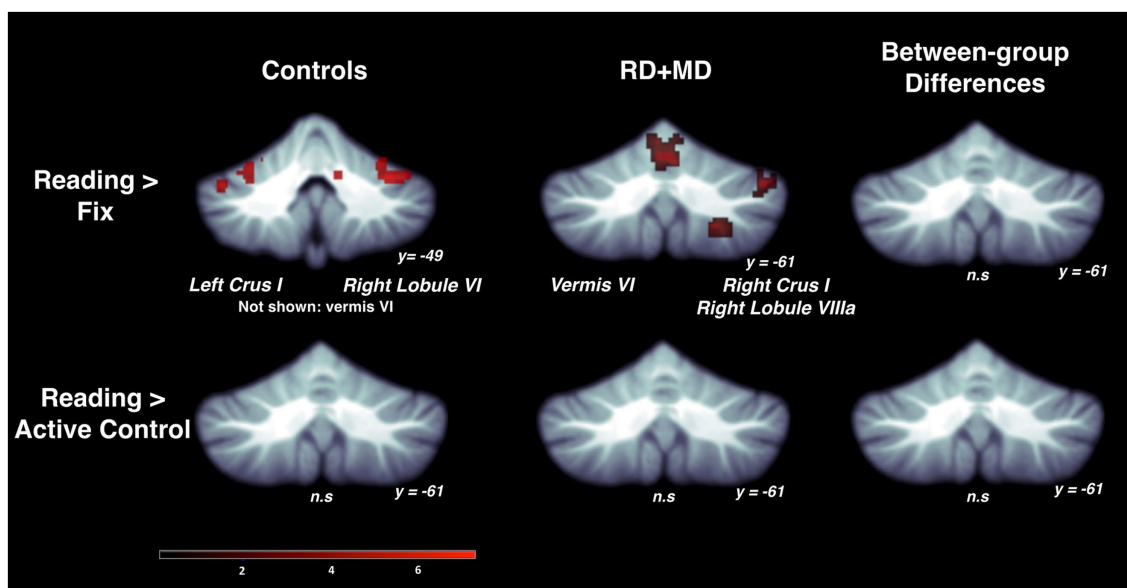 Controls
RD+MD
Between-group
Differences
Reading >
Fix
y= -49
Left Crus I
Right Lobule VI
Not shown: vermis VI
y = -61
Vermis VI
Right Crus I
Right Lobule VIIIa
n.s
y = -61
Reading >
Active Control
n.s
y = -61
n.s
y = -61
n.s
y = -61
2
4
6